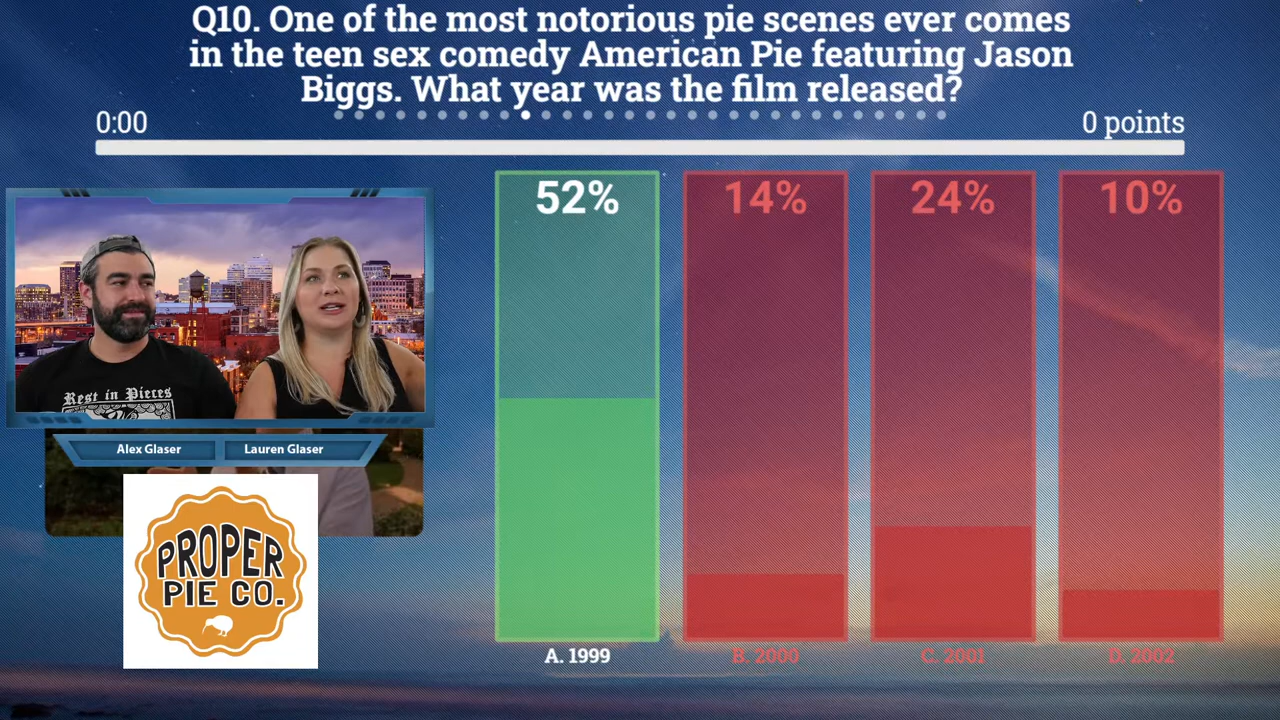 Q10. One of the most notorious pie scenes ever comes
in the teen sex comedy American Pie featuring Jason
Biggs. What year was the film released?
0:00
0 points
52%
14%
24%
10%
Rest in Pieces
Alex Glaser
Lauren Glaser
PROPER
PIE CO.
A. 1999
B. 2000
C. 2001
D. 2002